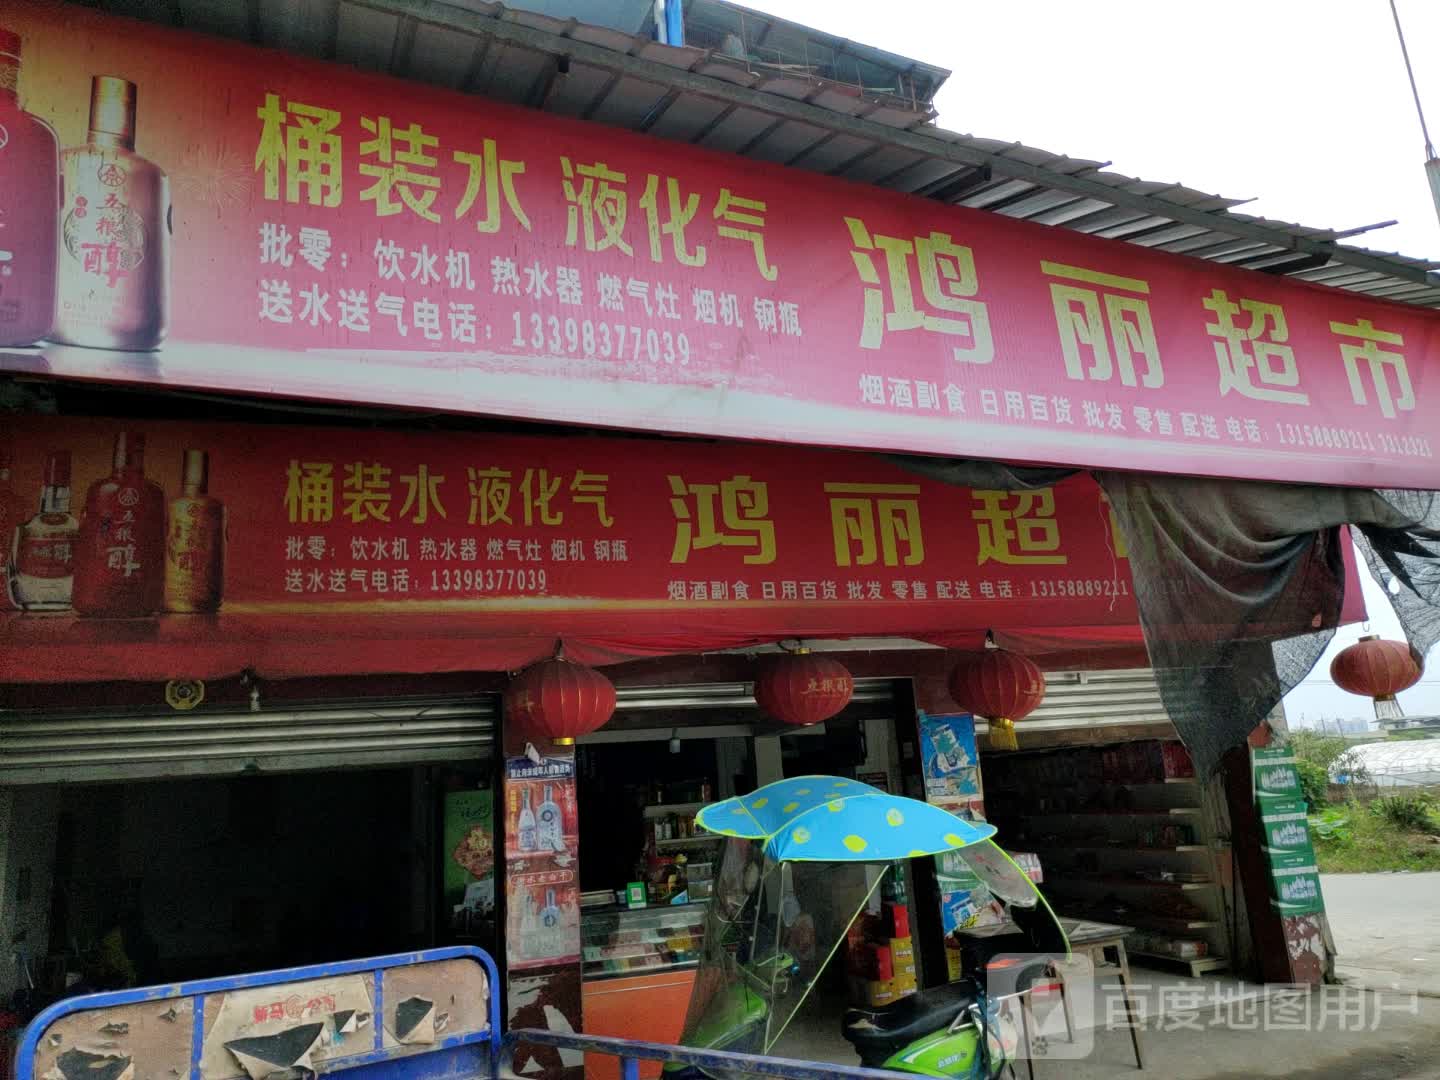 桶装水 液化气
批零：饮水机 热水器 燃气灶 烟机 钢瓶
送水送气电话：13398377039
鸿丽超市
烟酒副食 日用百货 批发 零售 配送 电话：13158889211 3312321
五粮醇
桶装水 液化气
批零：饮水机 热水器 燃气灶 烟机 钢瓶
送水送气电话：13398377039
鸿丽超
烟酒副食 日用百货 批发 零售 配送 电话：13158889211
五粮醇
五粮醇
百度地图用户